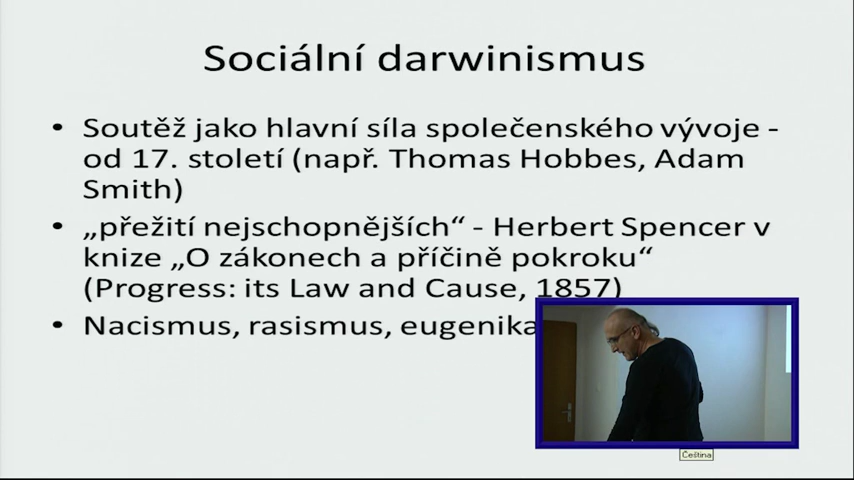 Sociální darwinismus
• Soutěž jako hlavní síla společenského vývoje -
od 17. století (např. Thomas Hobbes, Adam
Smith)
• „přežití nejschopnějších“ - Herbert Spencer v
knize „O zákonech a příčině pokroku“
(Progress: its Law and Cause, 1857)
• Nacismus, rasismus, eugenika
Čeština